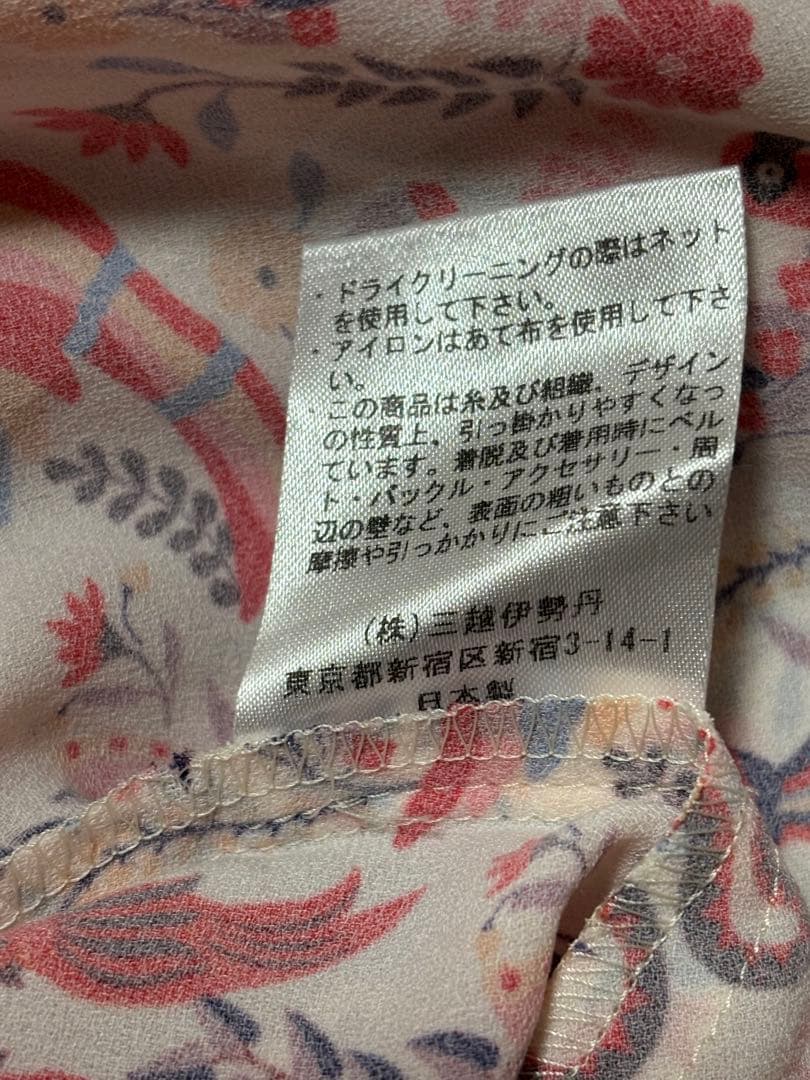 ・ドライクリーニングの際はネット
を使用して下さい。
・アイロンはあて布を使用して下さ
い。
・この商品は糸及び組織、デザイン
の性質上、引っ掛かりやすくなっ
ています。着脱及び着用時にベル
ト・バックル・アクセサリー・周
辺の壁など、表面の粗いものとの
摩擦や引っかかりにご注意下さい
(株)三越伊勢丹
東京都新宿区新宿3-14-1
日本製